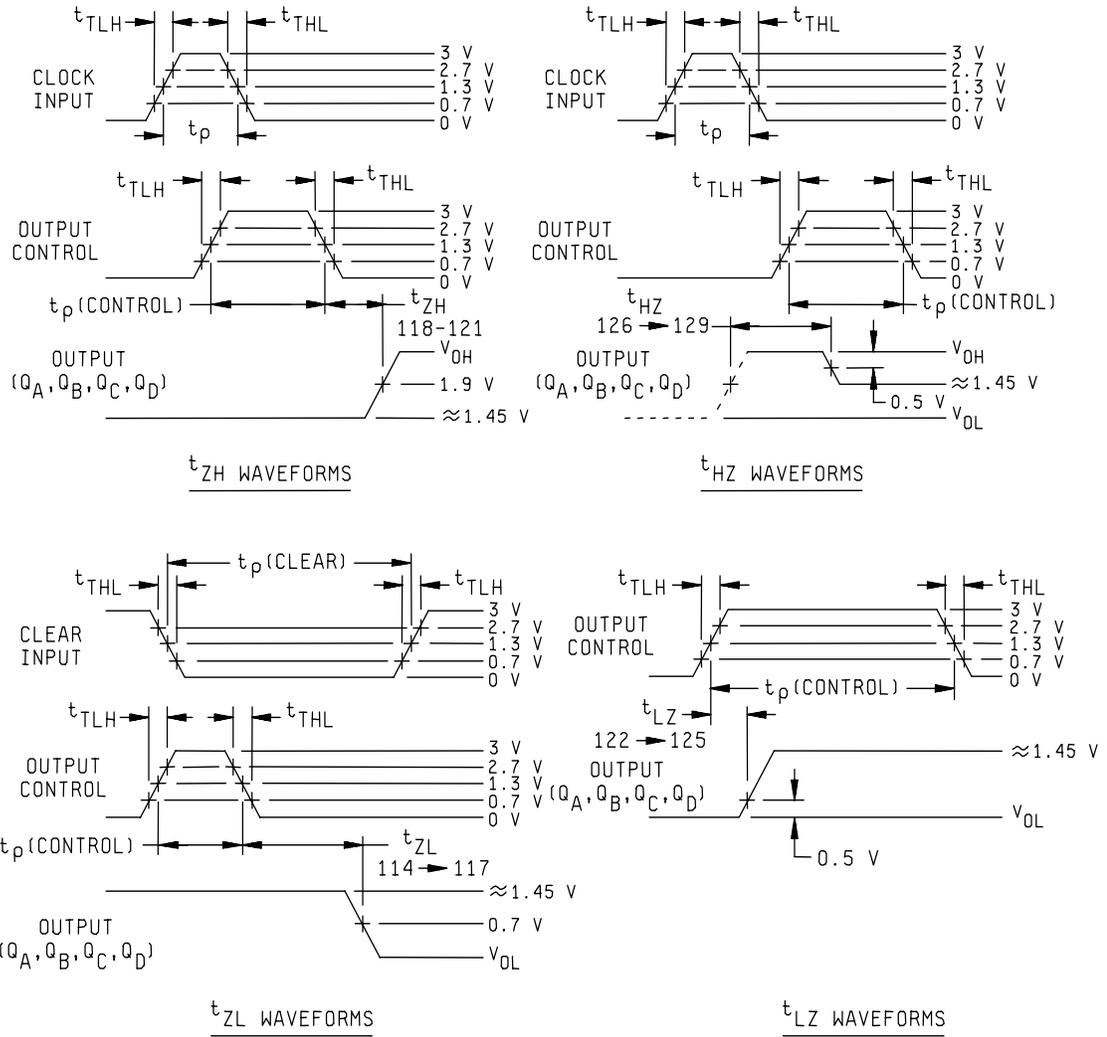 tTLH tTHL
CLOCK
INPUT
3 V
2.7 V
1.3 V
0.7 V
0 V
tp
tTLH tTHL
OUTPUT
CONTROL
3 V
2.7 V
1.3 V
0.7 V
0 V
tp(CONTROL)
tZH
118-121
OUTPUT
(QA,QB,QC,QD)
VOH
1.9 V
≈1.45 V
tZH WAVEFORMS
tTLH tTHL
CLOCK
INPUT
3 V
2.7 V
1.3 V
0.7 V
0 V
tp
tTLH tTHL
OUTPUT
CONTROL
3 V
2.7 V
1.3 V
0.7 V
0 V
tp(CONTROL)
tHZ
126 → 129
OUTPUT
(QA,QB,QC,QD)
VOH
≈1.45 V
0.5 V
VOL
tHZ WAVEFORMS
tp(CLEAR)
tTHL tTLH
CLEAR
INPUT
3 V
2.7 V
1.3 V
0.7 V
0 V
tTLH tTHL
OUTPUT
CONTROL
3 V
2.7 V
1.3 V
0.7 V
0 V
tp(CONTROL)
tZL
114 → 117
OUTPUT
(QA,QB,QC,QD)
≈1.45 V
0.7 V
VOL
tZL WAVEFORMS
tTLH tTHL
OUTPUT
CONTROL
3 V
2.7 V
1.3 V
0.7 V
0 V
tp(CONTROL)
tLZ
122 → 125
OUTPUT
(QA,QB,QC,QD)
≈1.45 V
VOL
0.5 V
tLZ WAVEFORMS